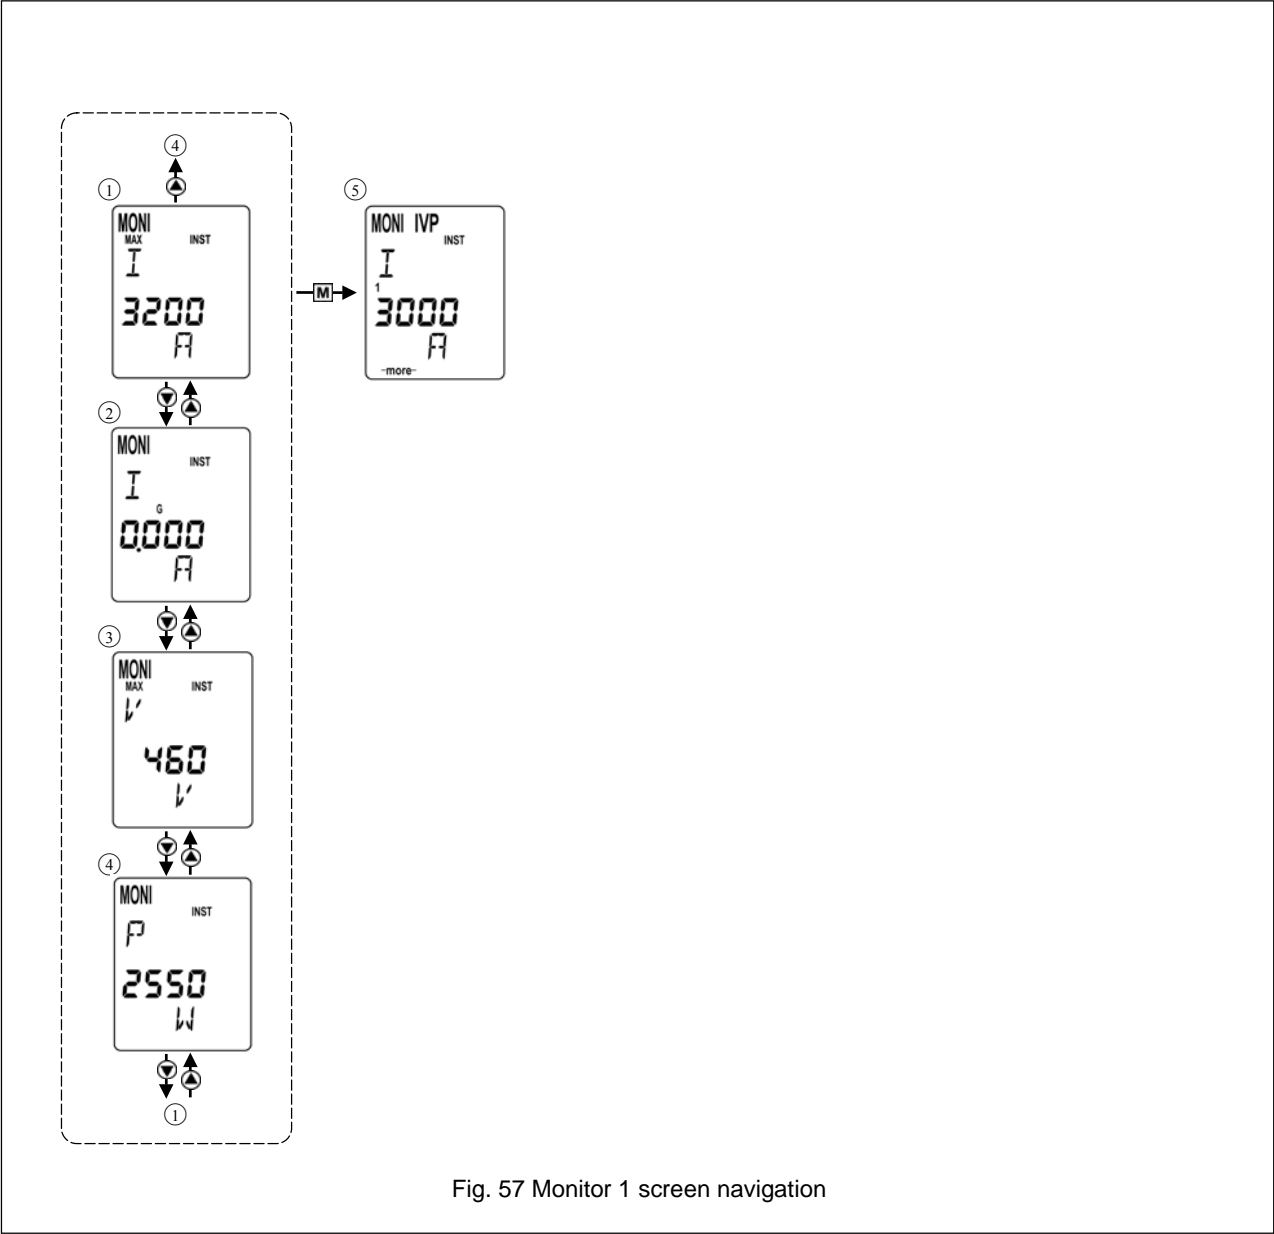 ④
①
MONI
MAX INST
I
3200
A
②
MONI
INST
I
G
0.000
A
③
MONI
MAX INST
V
460
V
④
MONI
INST
P
2550
W
①
M
⑤
MONI IVP
INST
I
1
3000
A
-more-
Fig. 57 Monitor 1 screen navigation